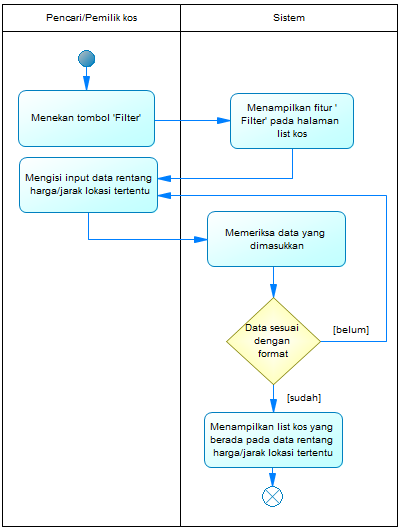 Pencari/Pemilik kos
Sistem
Menekan tombol 'Filter'
Menampilkan fitur '
Filter' pada halaman
list kos
Mengisi input data rentang
harga/jarak lokasi tertentu
Memeriksa data yang
dimasukkan
Data sesuai
dengan
format
[belum]
[sudah]
Menampilkan list kos yang
berada pada data rentang
harga/jarak lokasi tertentu